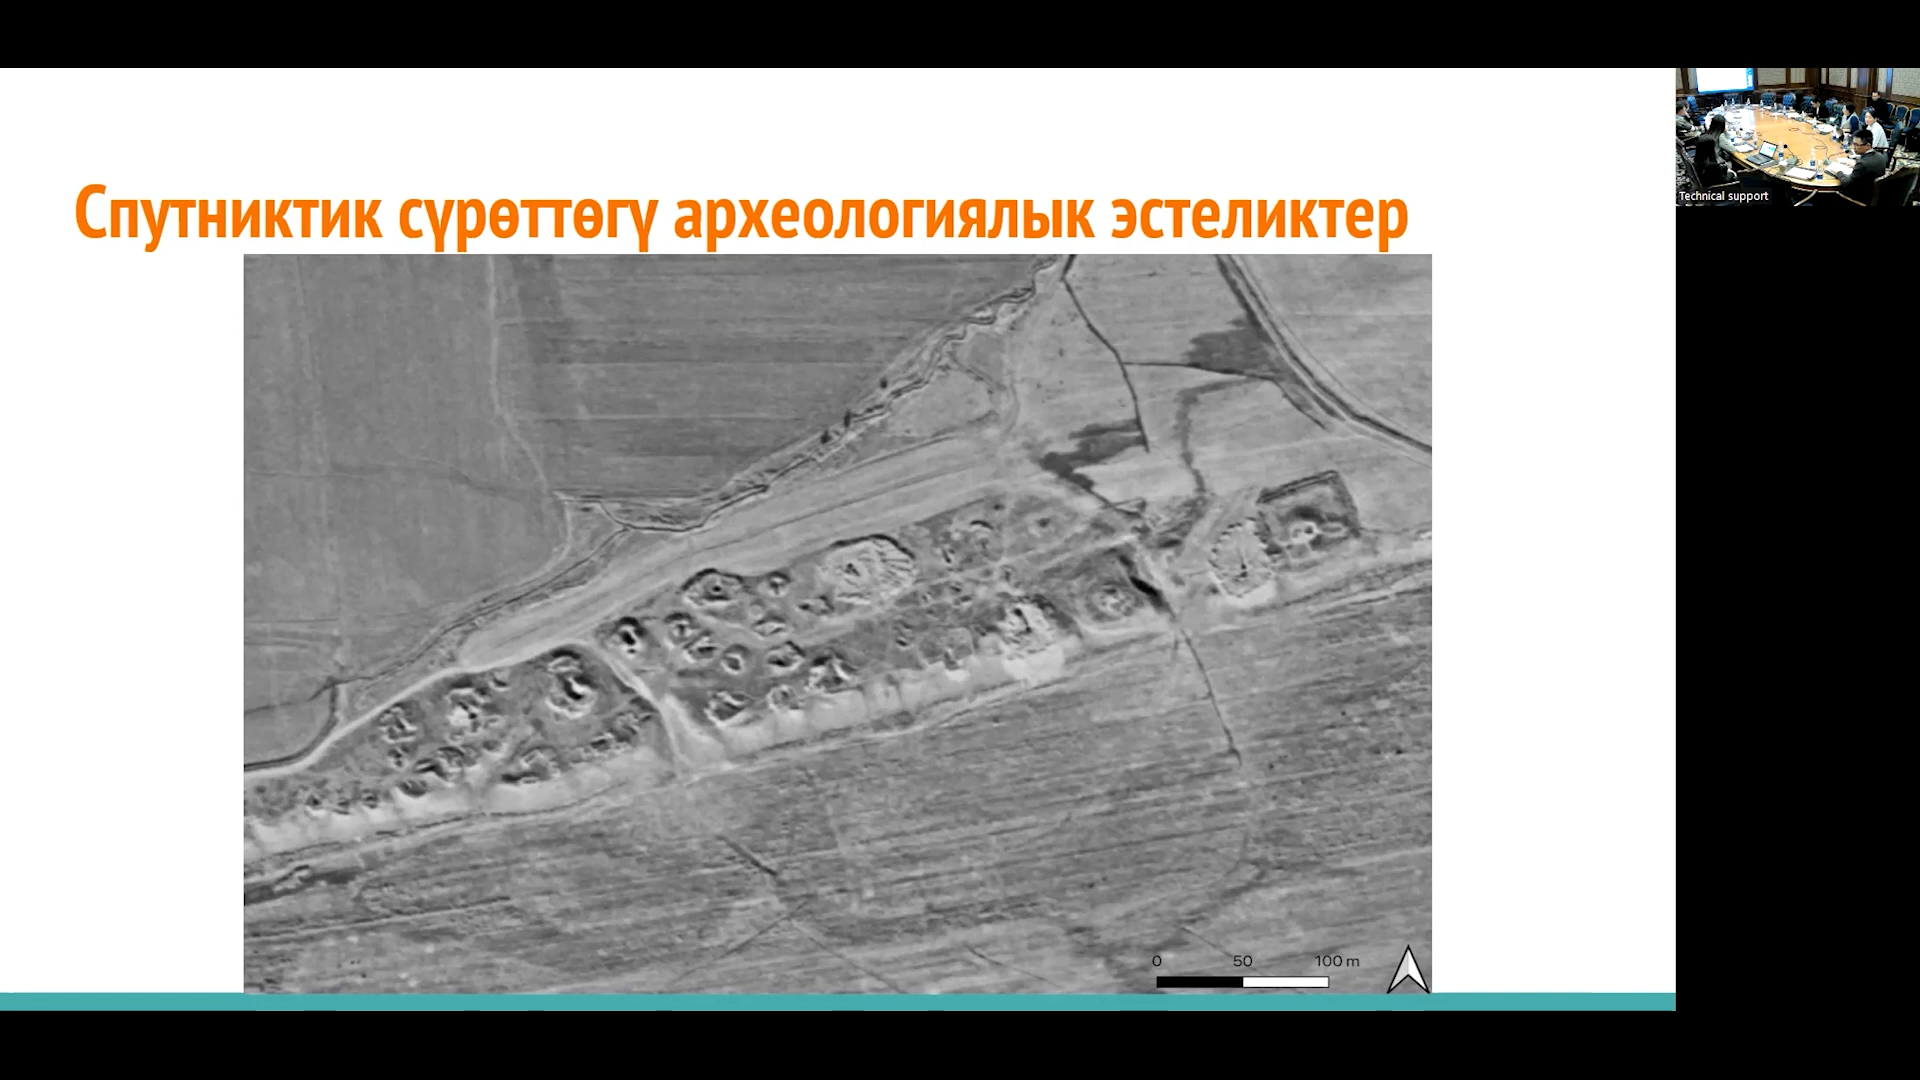 Спутниктик сүрөттөгү археологиялык эстеликтер
Technical support
0 50 100 m